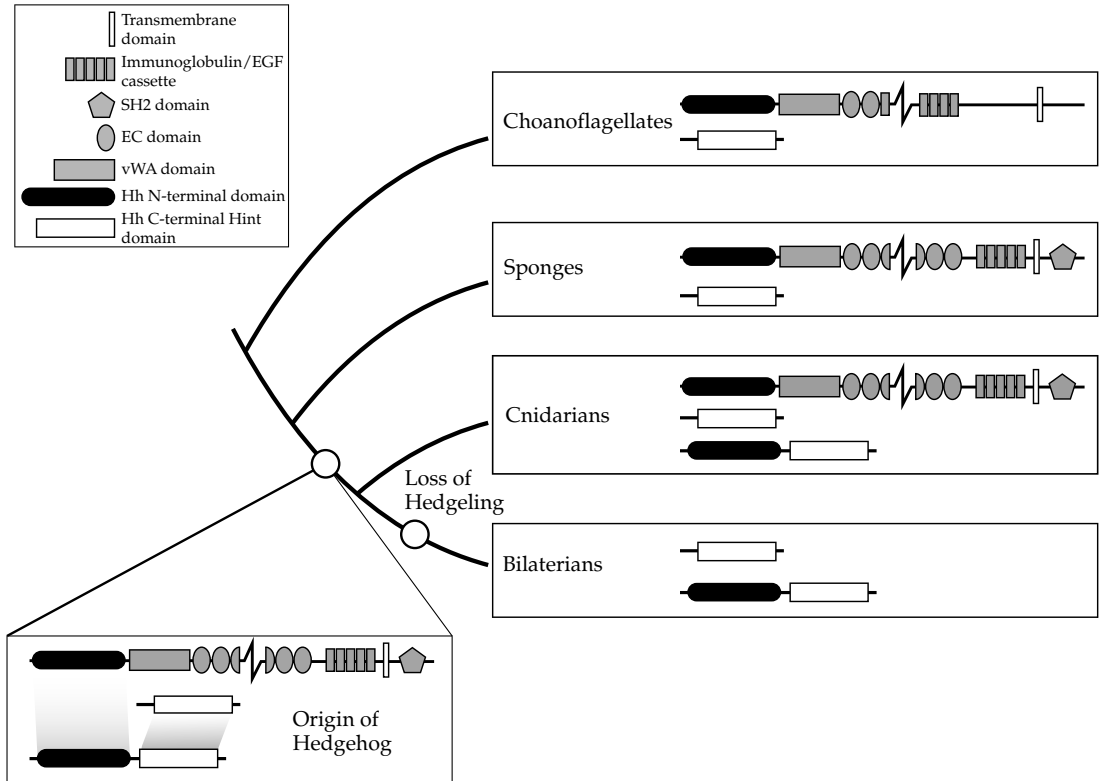 Transmembrane
domain
Immunoglobulin/EGF
cassette
SH2 domain
EC domain
vWA domain
Hh N-terminal domain
Hh C-terminal Hint
domain
Choanoflagellates
Sponges
Cnidarians
Loss of
Hedgeling
Bilaterians
Origin of
Hedgehog